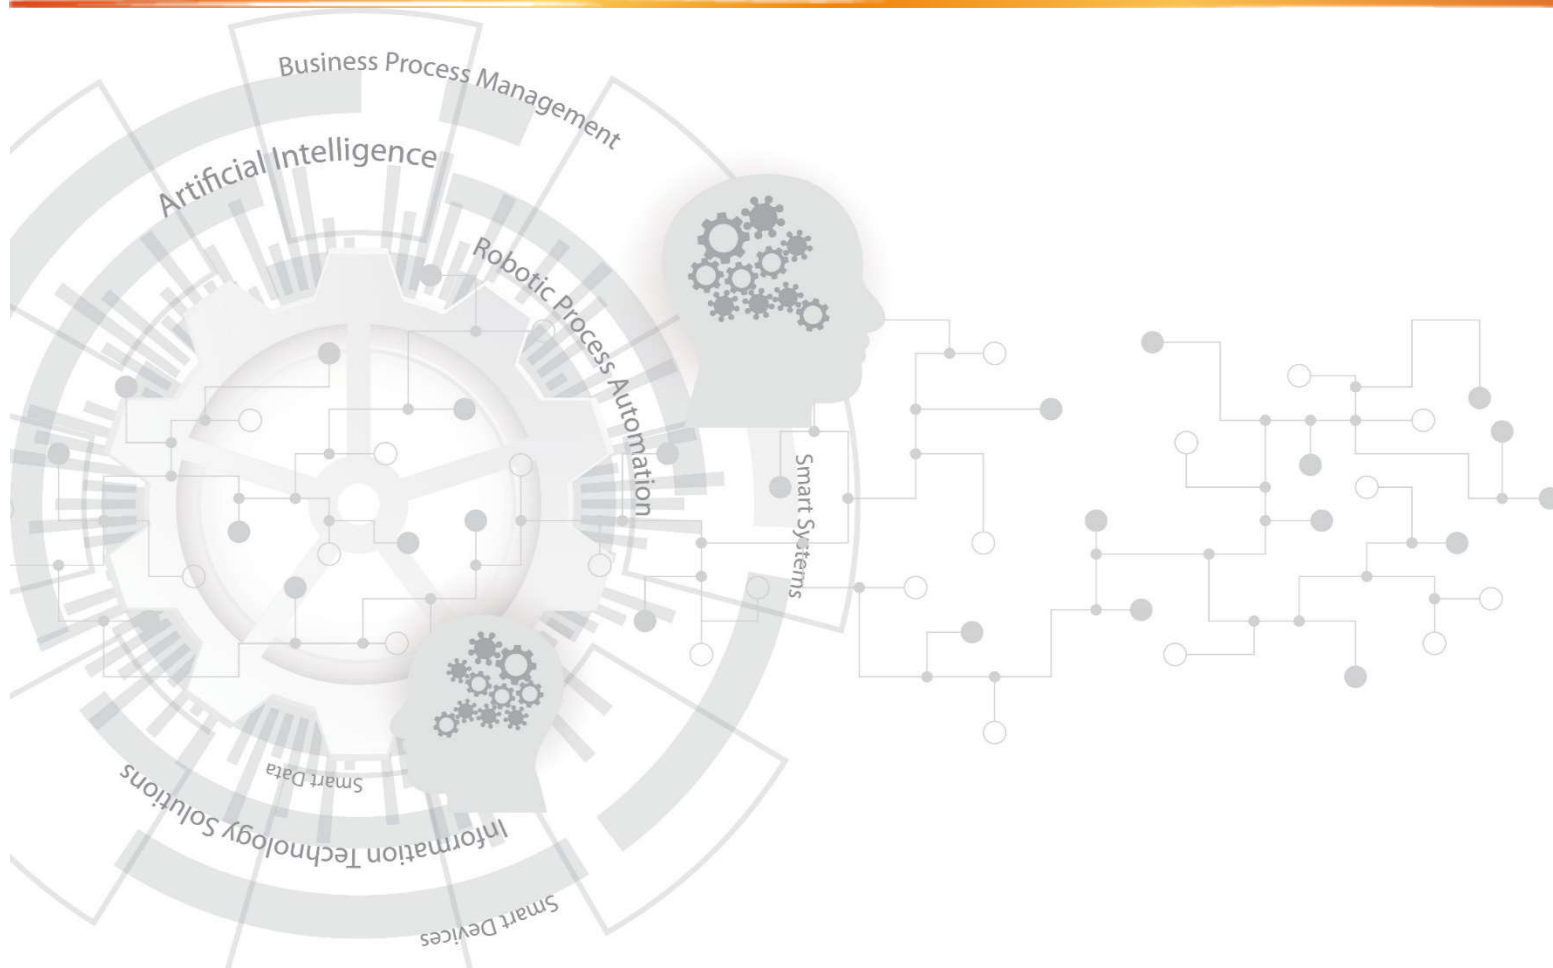 Business Process Management
Artificial Intelligence
Robotic Process Automation
Smart Systems
Smart Data
Information Technology Solutions
Smart Devices